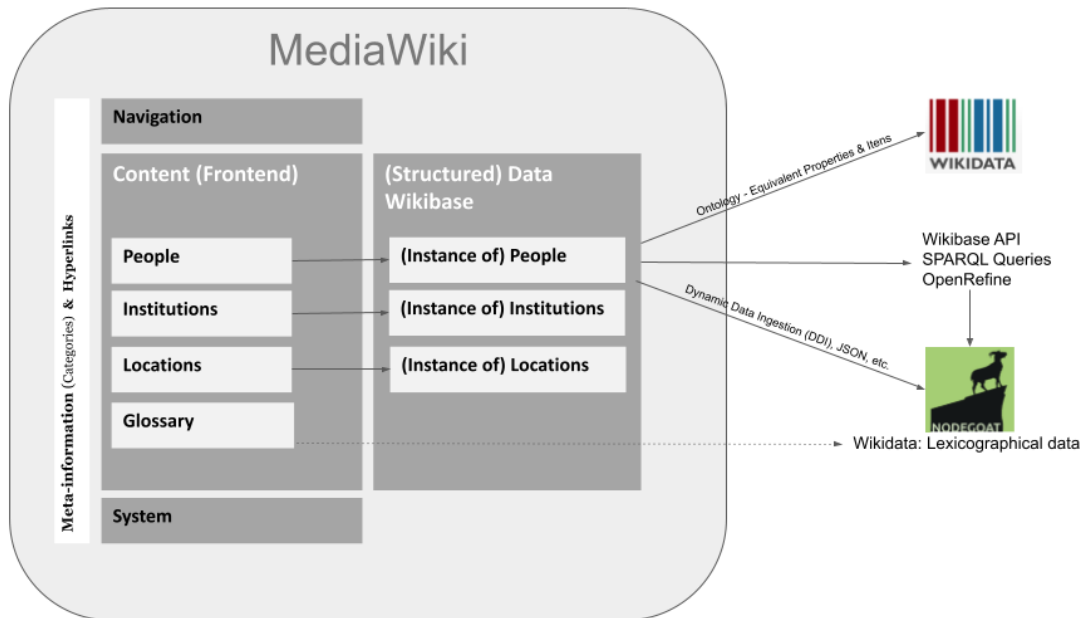 MediaWiki
Meta-information (Categories) & Hyperlinks
Navigation
Content (Frontend)
People
Institutions
Locations
Glossary
System
(Structured) Data
Wikibase
(Instance of) People
(Instance of) Institutions
(Instance of) Locations
Ontology - Equivalent Properties & Itens
Dynamic Data Ingestion (DDI), JSON, etc.
WIKIDATA
Wikibase API
SPARQL Queries
OpenRefine
NODEGOAT
Wikidata: Lexicographical data